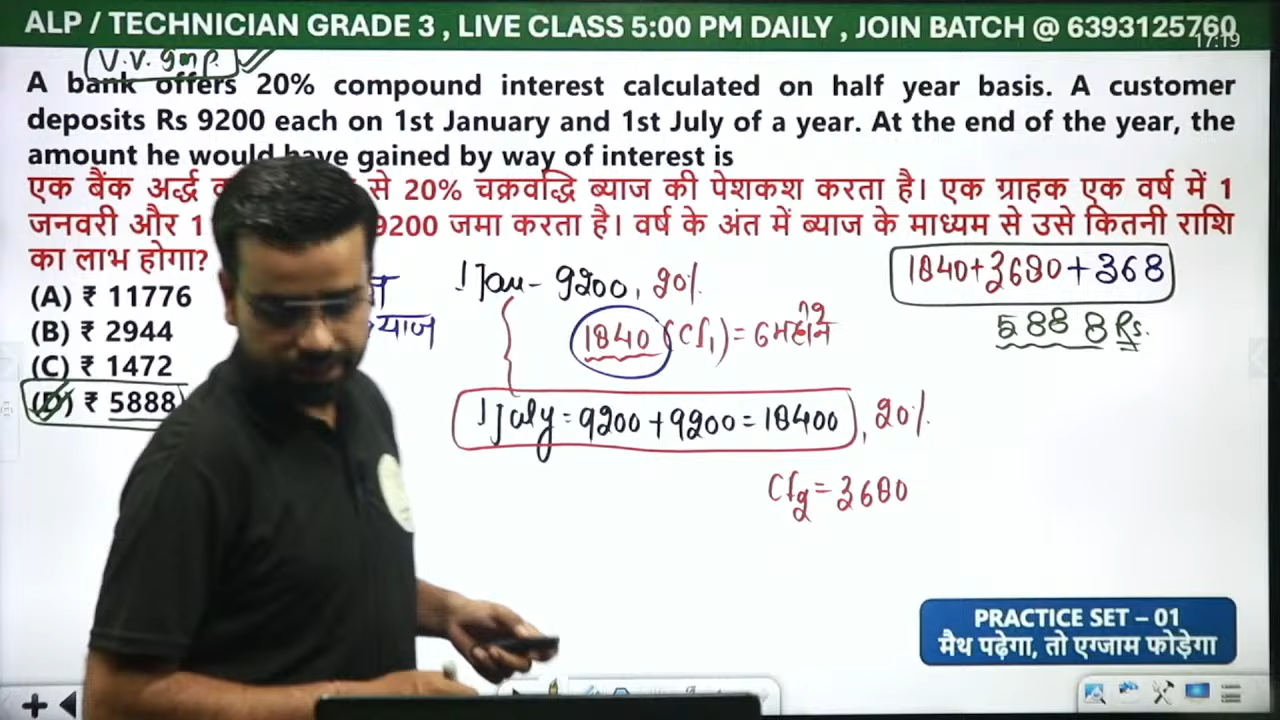 ALP / TECHNICIAN GRADE 3 , LIVE CLASS 5:00 PM DAILY , JOIN BATCH @ 6393125760
17:19
V.V. gmp.
A bank offers 20% compound interest calculated on half year basis. A customer
deposits Rs 9200 each on 1st January and 1st July of a year. At the end of the year, the
amount he would have gained by way of interest is
एक बैंक अर्द्ध से 20% चक्रवद्धि ब्याज की पेशकश करता है। एक ग्राहक एक वर्ष में 1
जनवरी और 1 9200 जमा करता है। वर्ष के अंत में ब्याज के माध्यम से उसे कितनी राशि
का लाभ होगा?
(A) ₹ 11776
(B) ₹ 2944
(C) ₹ 1472
(D) ₹ 5888
1 Jan - 9200, 20%.
1840 (CI₁) = 6 महीने
1 July = 9200 + 9200 = 18400, 20%.
CI₂ = 3680
1840+3680+368
5888 Rs.
PRACTICE SET – 01
मैथ पढ़ेगा, तो एग्जाम फोड़ेगा